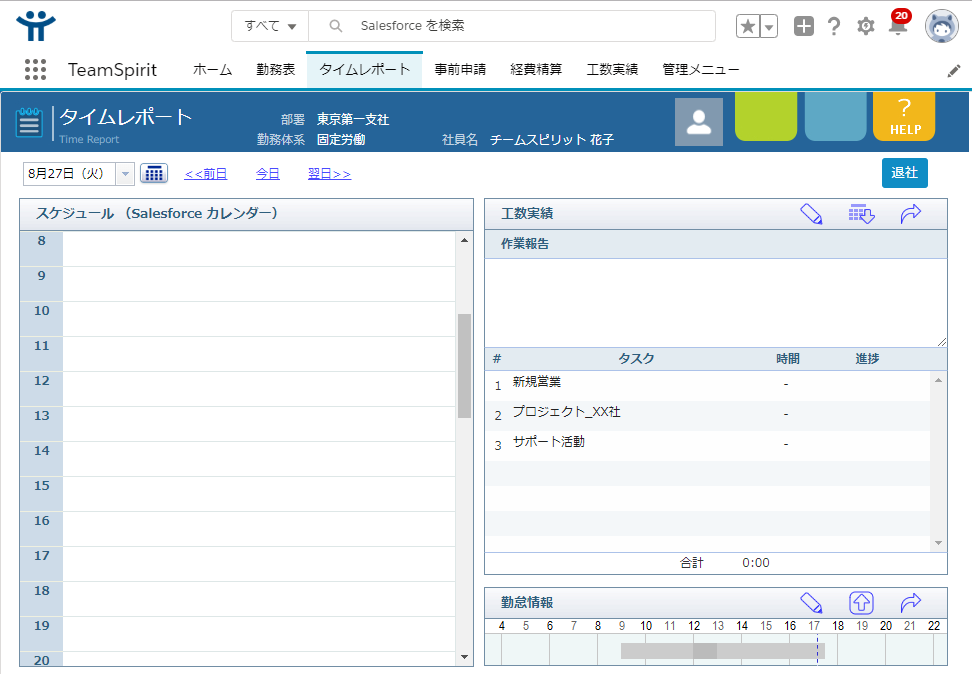 すべて
Salesforce を検索
20
TeamSpirit
ホーム
勤務表
タイムレポート
事前申請
経費精算
工数実績
管理メニュー
タイムレポート
Time Report
部署 東京第一支社
勤務体系 固定労働
社員名 チームスピリット 花子
?
HELP
8月27日（火）
<<前日
今日
翌日>>
退社
スケジュール （Salesforce カレンダー）
8
9
10
11
12
13
14
15
16
17
18
19
20
工数実績
作業報告
# タスク 時間 進捗
1 新規営業 -
2 プロジェクト_XX社 -
3 サポート活動 -
合計 0:00
勤怠情報
4 5 6 7 8 9 10 11 12 13 14 15 16 17 18 19 20 21 22